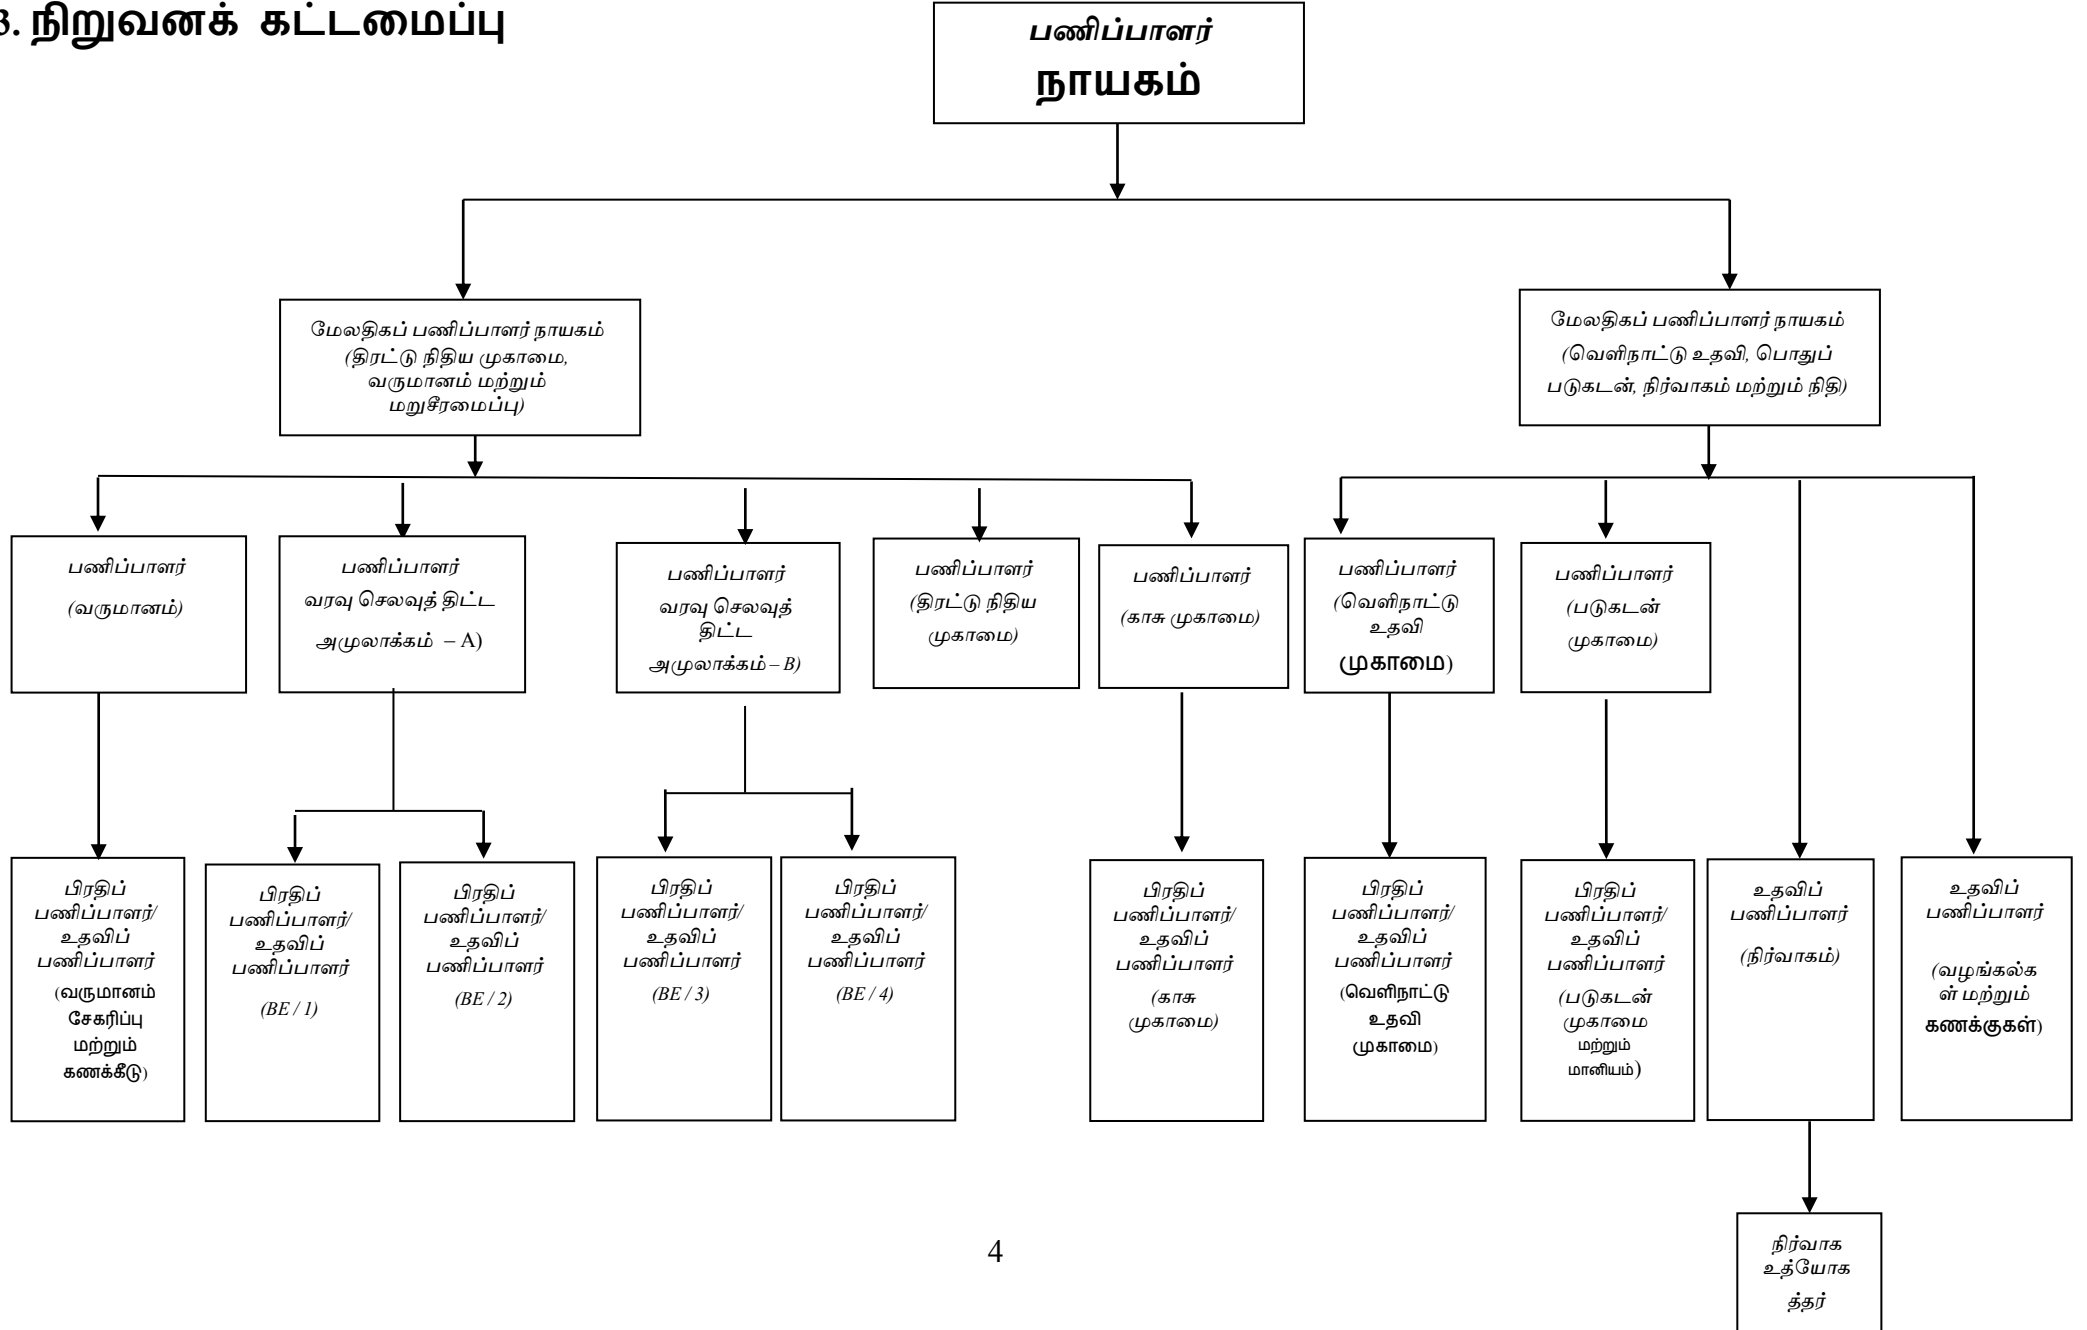 3. நிறுவனக் கட்டமைப்பு
பணிப்பாளர்
நாயகம்
மேலதிகப் பணிப்பாளர் நாயகம்
(திரட்டு நிதிய முகாமை,
வருமானம் மற்றும்
மறுசீரமைப்பு)
மேலதிகப் பணிப்பாளர் நாயகம்
(வெளிநாட்டு உதவி, பொதுப்
படுகடன், நிர்வாகம் மற்றும் நிதி)
பணிப்பாளர்
(வருமானம்)
பணிப்பாளர்
வரவு செலவுத் திட்ட
அமுலாக்கம் – A)
பணிப்பாளர்
வரவு செலவுத்
திட்ட
அமுலாக்கம் – B)
பணிப்பாளர்
(திரட்டு நிதிய
முகாமை)
பணிப்பாளர்
(காசு முகாமை)
பணிப்பாளர்
(வெளிநாட்டு
உதவி
முகாமை)
பணிப்பாளர்
(படுகடன்
முகாமை)
பிரதிப்
பணிப்பாளர்/
உதவிப்
பணிப்பாளர்
(வருமானம்
சேகரிப்பு
மற்றும்
கணக்கீடு)
பிரதிப்
பணிப்பாளர்/
உதவிப்
பணிப்பாளர்
(BE / 1)
பிரதிப்
பணிப்பாளர்/
உதவிப்
பணிப்பாளர்
(BE / 2)
பிரதிப்
பணிப்பாளர்/
உதவிப்
பணிப்பாளர்
(BE / 3)
பிரதிப்
பணிப்பாளர்/
உதவிப்
பணிப்பாளர்
(BE / 4)
பிரதிப்
பணிப்பாளர்/
உதவிப்
பணிப்பாளர்
(காசு
முகாமை)
பிரதிப்
பணிப்பாளர்/
உதவிப்
பணிப்பாளர்
(வெளிநாட்டு
உதவி
முகாமை)
பிரதிப்
பணிப்பாளர்/
உதவிப்
பணிப்பாளர்
(படுகடன்
முகாமை
மற்றும்
மானியம்)
உதவிப்
பணிப்பாளர்
(நிர்வாகம்)
உதவிப்
பணிப்பாளர்
(வழங்கல்க
ள் மற்றும்
கணக்குகள்)
நிர்வாக
உத்யோக
த்தர்
4